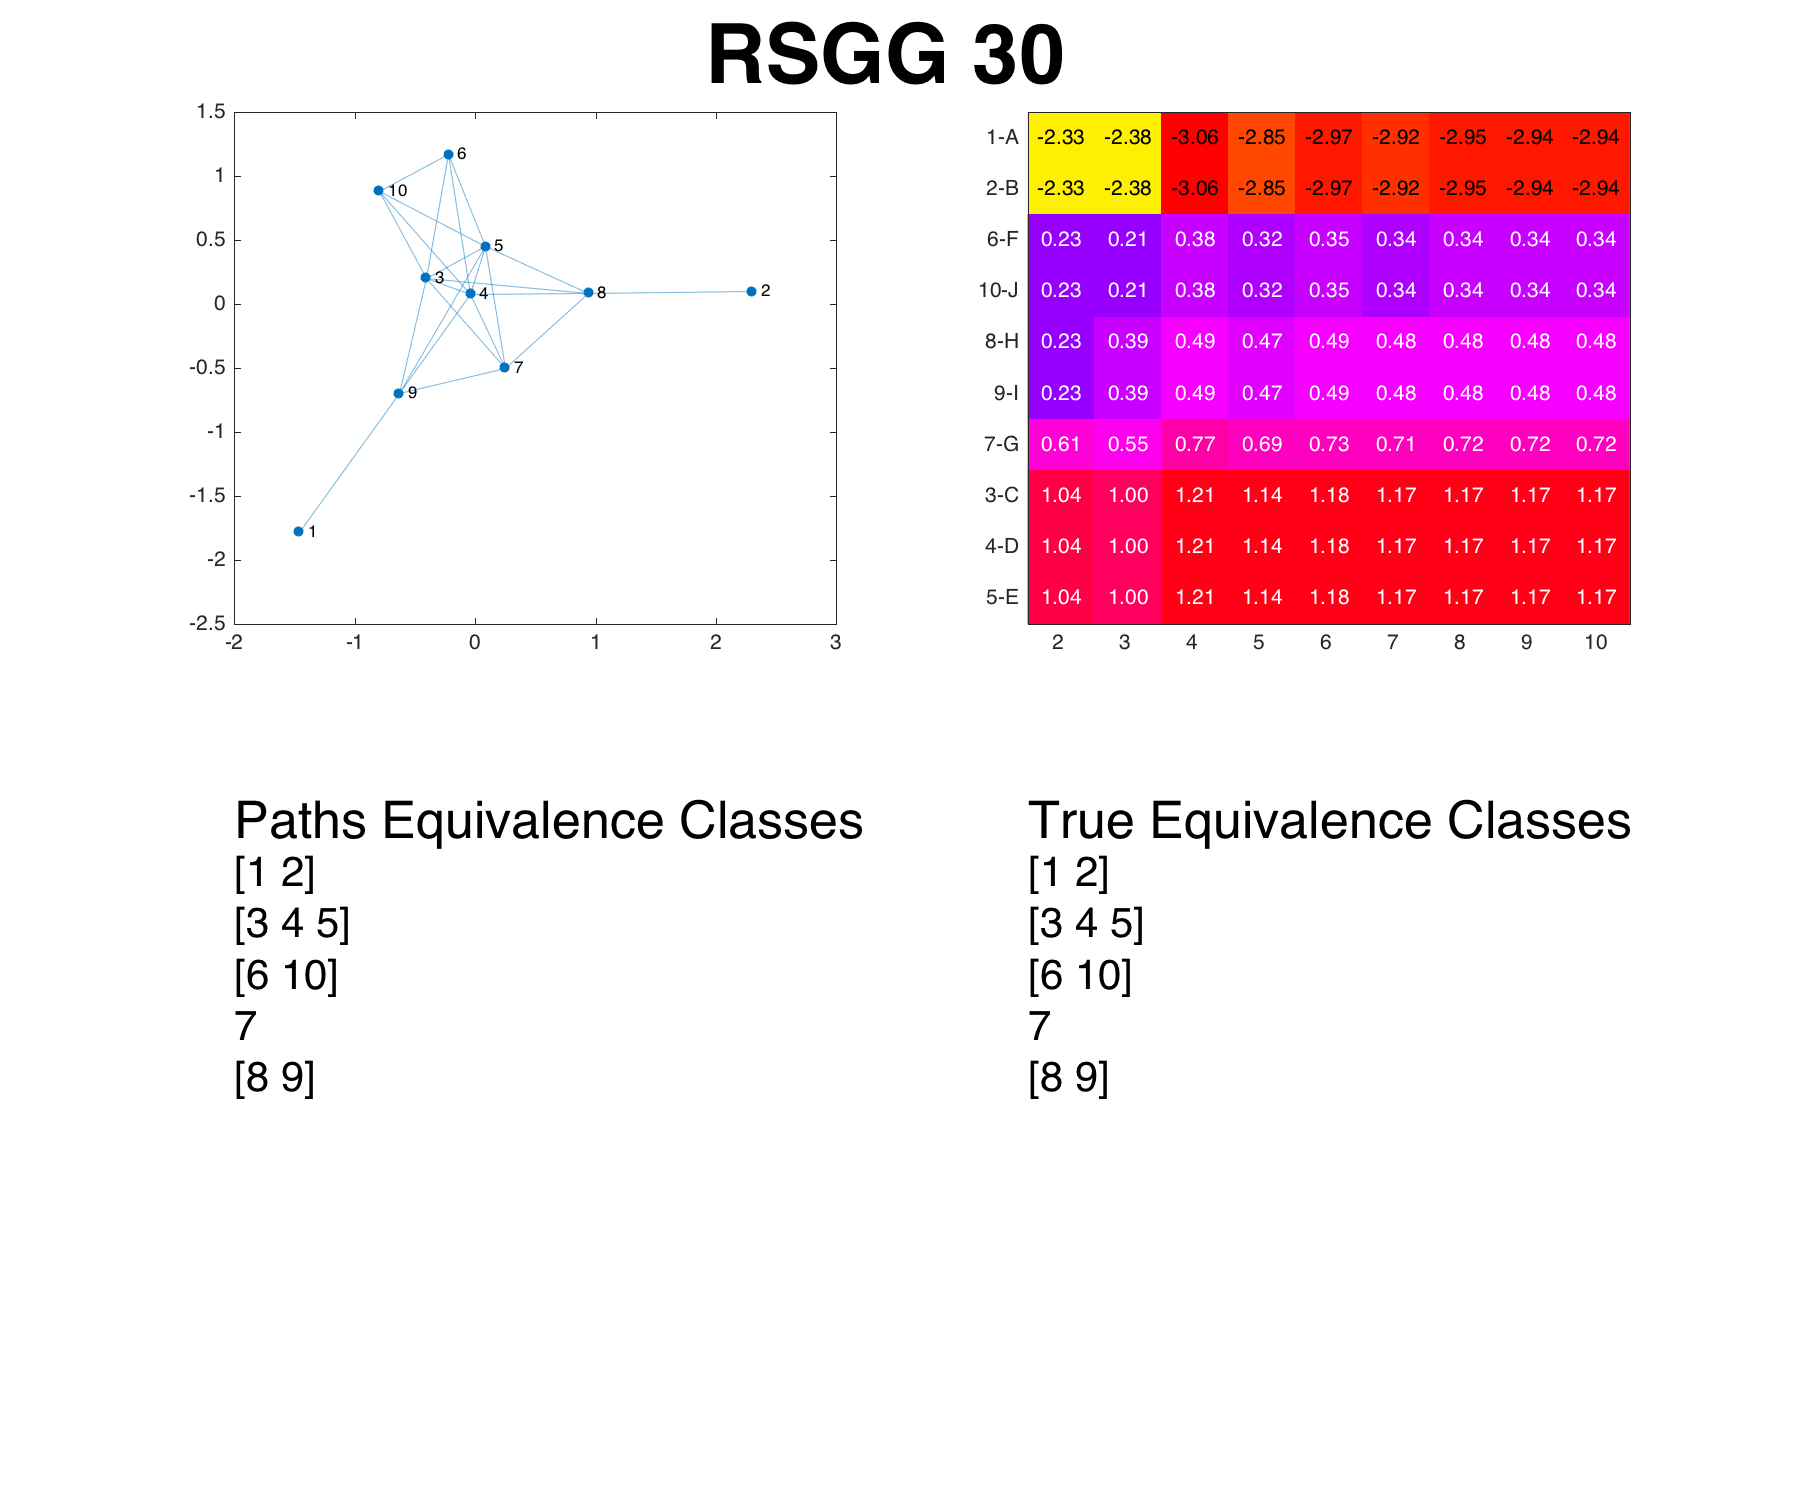 RSGG 30
1.5
1
0.5
0
-0.5
-1
-1.5
-2
-2.5
-2 -1 0 1 2 3
6
10
5
3
4
8
2
7
9
1
1-A -2.33 -2.38 -3.06 -2.85 -2.97 -2.92 -2.95 -2.94 -2.94
2-B -2.33 -2.38 -3.06 -2.85 -2.97 -2.92 -2.95 -2.94 -2.94
6-F 0.23 0.21 0.38 0.32 0.35 0.34 0.34 0.34 0.34
10-J 0.23 0.21 0.38 0.32 0.35 0.34 0.34 0.34 0.34
8-H 0.23 0.39 0.49 0.47 0.49 0.48 0.48 0.48 0.48
9-I 0.23 0.39 0.49 0.47 0.49 0.48 0.48 0.48 0.48
7-G 0.61 0.55 0.77 0.69 0.73 0.71 0.72 0.72 0.72
3-C 1.04 1.00 1.21 1.14 1.18 1.17 1.17 1.17 1.17
4-D 1.04 1.00 1.21 1.14 1.18 1.17 1.17 1.17 1.17
5-E 1.04 1.00 1.21 1.14 1.18 1.17 1.17 1.17 1.17
2 3 4 5 6 7 8 9 10
Paths Equivalence Classes
[1 2]
[3 4 5]
[6 10]
7
[8 9]
True Equivalence Classes
[1 2]
[3 4 5]
[6 10]
7
[8 9]